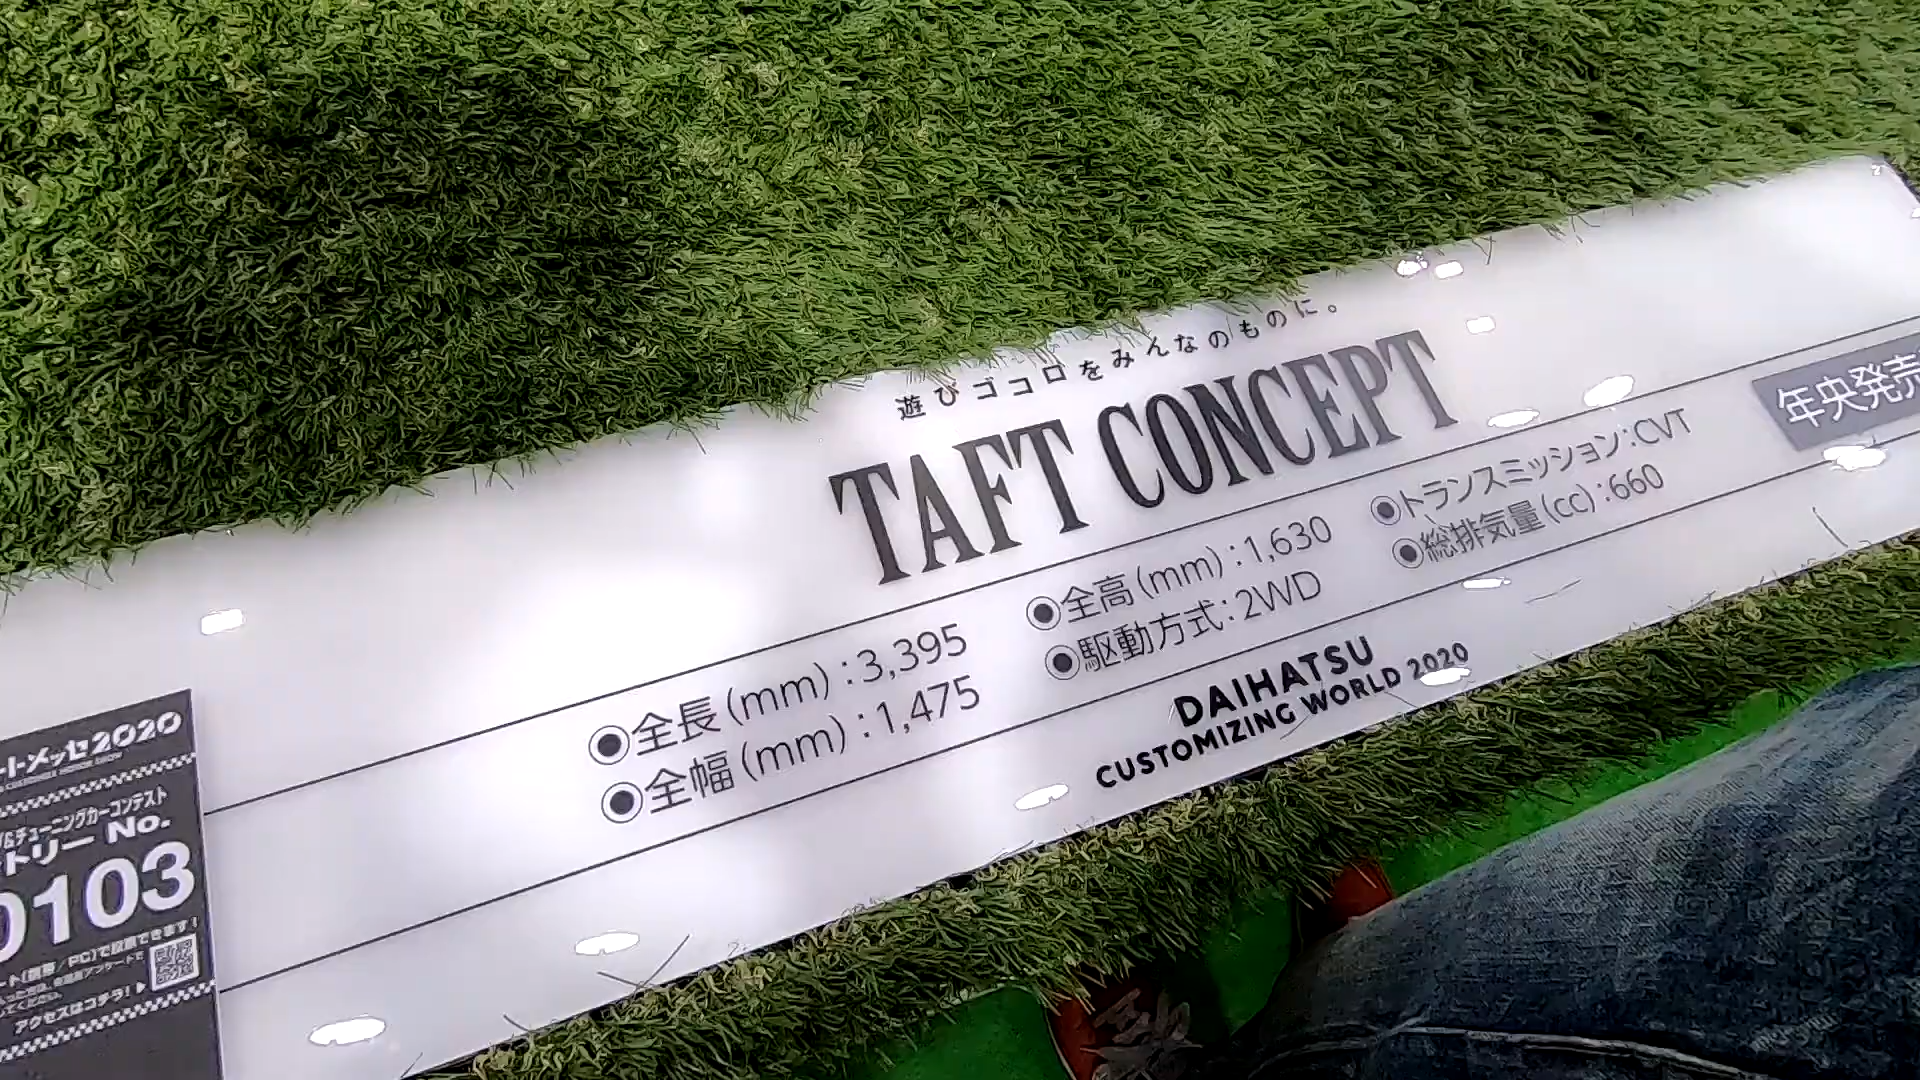 遊びゴコロをみんなのものに。
TAFT CONCEPT
◉全長(mm):3,395
◉全幅(mm):1,475
◉全高(mm):1,630
◉駆動方式:2WD
◉トランスミッション:CVT
◉総排気量(cc):660
年央発売
DAIHATSU
CUSTOMIZING WORLD 2020
ートメッセ2020
&チューニングカーコンテスト
トリー No.
0103
アクセスはコチラ!